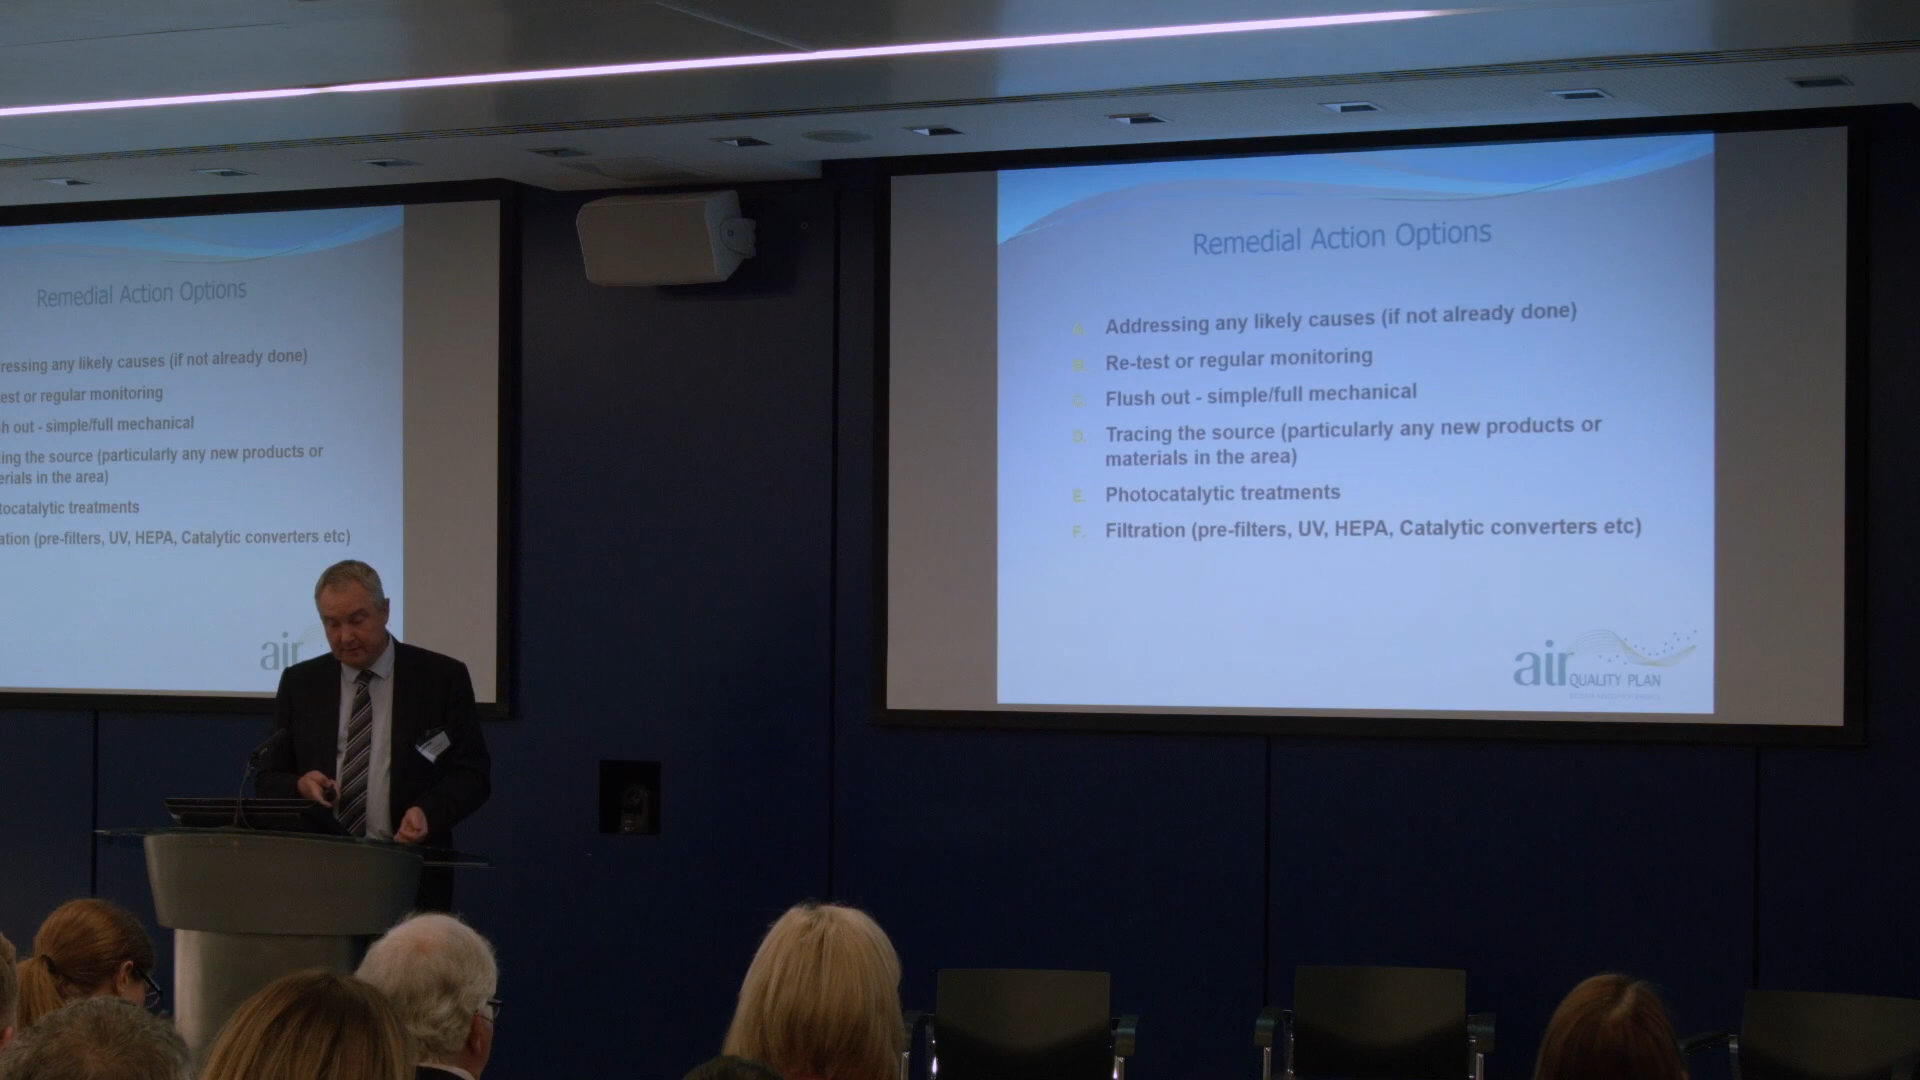 Remedial Action Options
ressing any likely causes (if not already done)
est or regular monitoring
h out - simple/full mechanical
ing the source (particularly any new products or
erials in the area)
tocatalytic treatments
ation (pre-filters, UV, HEPA, Catalytic converters etc)
air
Remedial Action Options
A. Addressing any likely causes (if not already done)
B. Re-test or regular monitoring
C. Flush out - simple/full mechanical
D. Tracing the source (particularly any new products or
materials in the area)
E. Photocatalytic treatments
F. Filtration (pre-filters, UV, HEPA, Catalytic converters etc)
air QUALITY PLAN